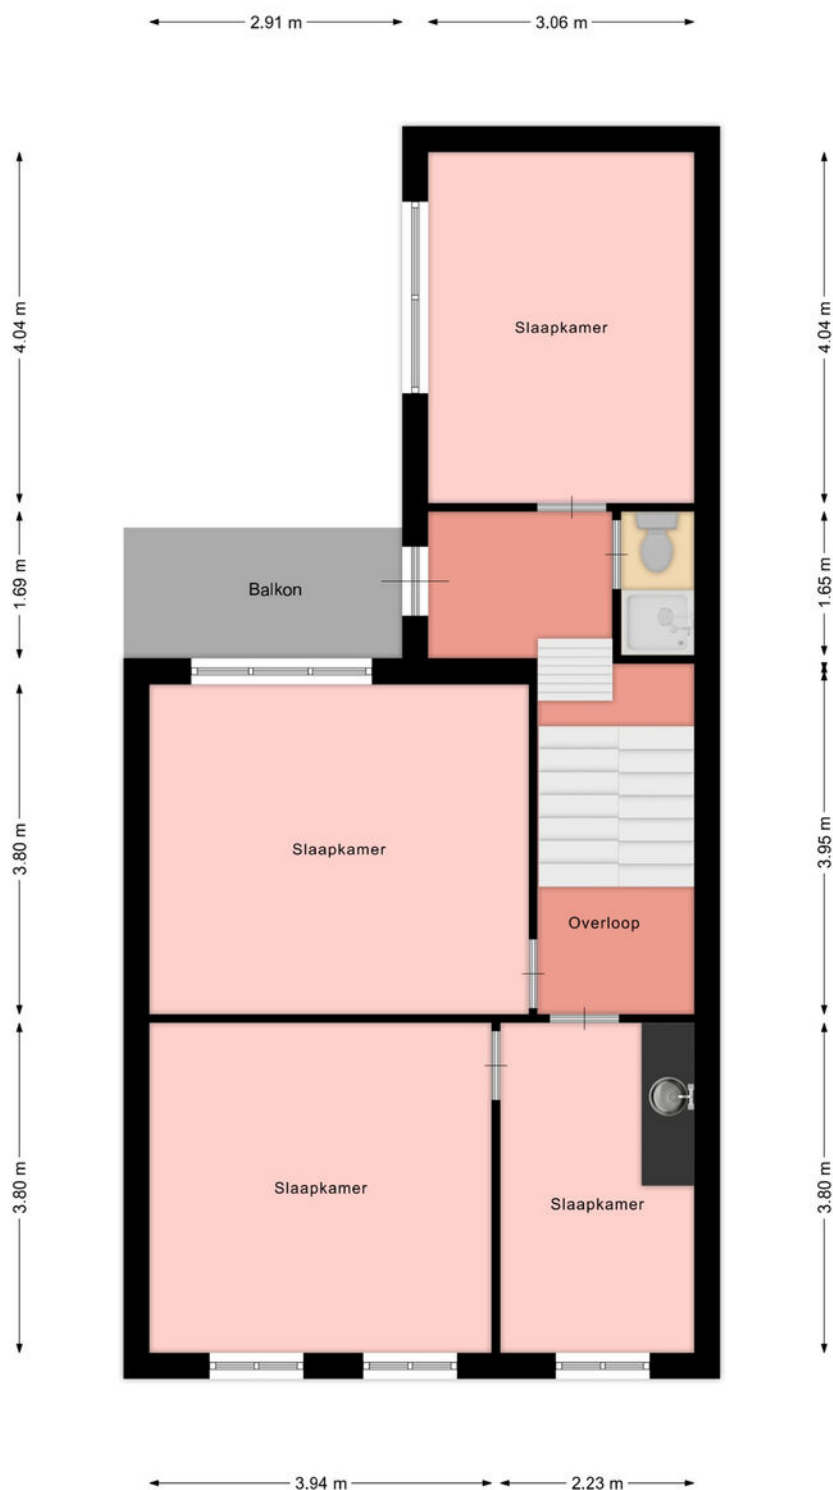 2.91 m
3.06 m
4.04 m
4.04 m
Slaapkamer
1.69 m
1.65 m
Balkon
3.80 m
3.95 m
Slaapkamer
Overloop
3.80 m
3.80 m
Slaapkamer
Slaapkamer
3.94 m
2.23 m